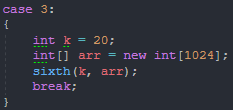 case 3:
{
int k = 20;
int[] arr = new int[1024];
sixth(k, arr);
break;
}